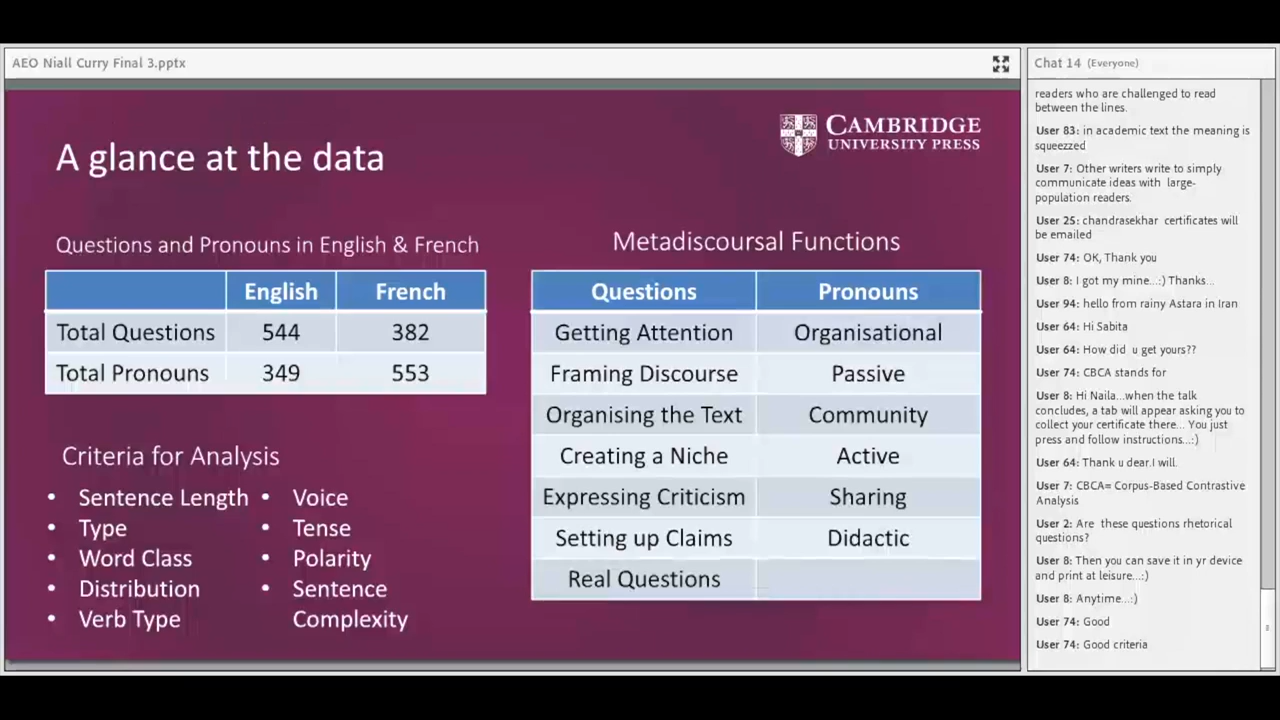 AEO Niall Curry Final 3.pptx
A glance at the data
CAMBRIDGE
UNIVERSITY PRESS
Questions and Pronouns in English & French
English French
Total Questions 544 382
Total Pronouns 349 553
Criteria for Analysis
• Sentence Length
• Type
• Word Class
• Distribution
• Verb Type
• Voice
• Tense
• Polarity
• Sentence
Complexity
Metadiscoursal Functions
Questions Pronouns
Getting Attention Organisational
Framing Discourse Passive
Organising the Text Community
Creating a Niche Active
Expressing Criticism Sharing
Setting up Claims Didactic
Real Questions
Chat 14 (Everyone)
readers who are challenged to read
between the lines.
User 83: in academic text the meaning is
squeezzed
User 7: Other writers write to simply
communicate ideas with large-
population readers.
User 25: chandrasekhar certificates will
be emailed
User 74: OK, Thank you
User 8: I got my mine...:) Thanks...
User 94: hello from rainy Astara in Iran
User 64: Hi Sabita
User 64: How did u get yours??
User 74: CBCA stands for
User 8: Hi Naila...when the talk
concludes, a tab will appear asking you to
collect your certificate there... You just
press and follow instructions...:)
User 64: Thank u dear.I will.
User 7: CBCA= Corpus-Based Contrastive
Analysis
User 2: Are these questions rhetorical
questions?
User 8: Then you can save it in yr device
and print at leisure...:)
User 8: Anytime...:)
User 74: Good
User 74: Good criteria